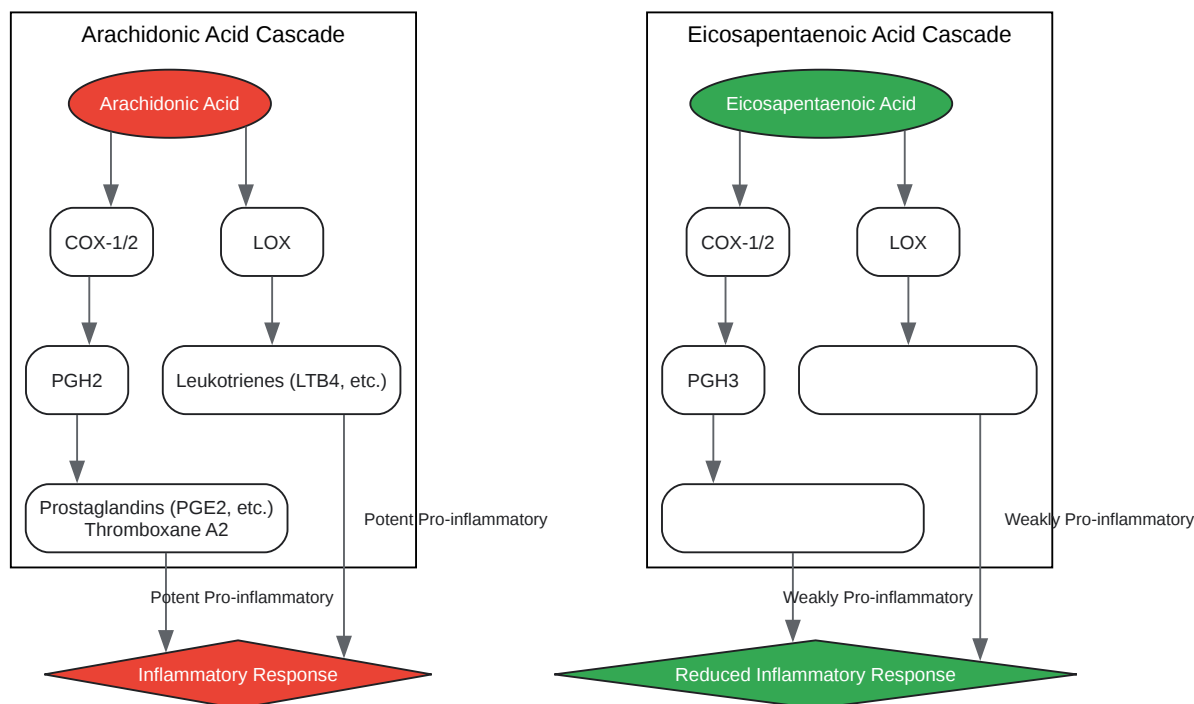 Arachidonic Acid Cascade
Arachidonic Acid
COX-1/2
LOX
PGH2
Leukotrienes (LTB4, etc.)
Prostaglandins (PGE2, etc.)
Thromboxane A2
Potent Pro-inflammatory
Potent Pro-inflammatory
Inflammatory Response
Eicosapentaenoic Acid Cascade
Eicosapentaenoic Acid
COX-1/2
LOX
PGH3
Weakly Pro-inflammatory
Weakly Pro-inflammatory
Reduced Inflammatory Response